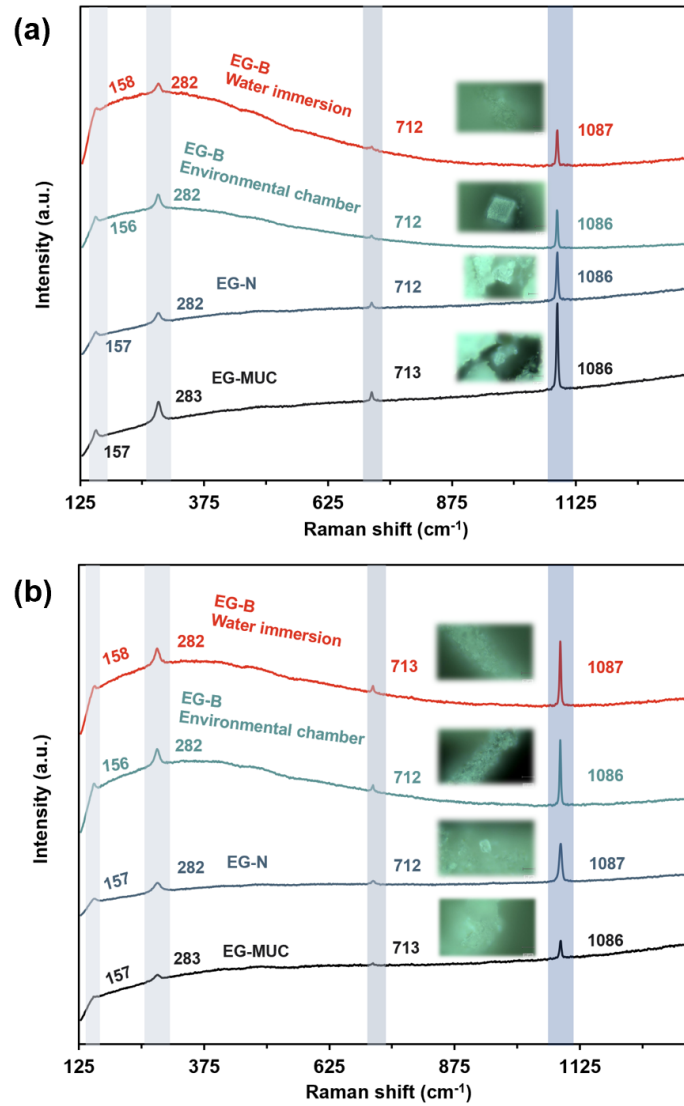 (a)
EG-B
Water immersion
158
282
712
1087
EG-B
Environmental chamber
156
282
712
1086
EG-N
157
282
712
1086
EG-MUC
157
283
713
1086
Intensity (a.u.)
125
375
625
875
1125
Raman shift (cm⁻¹)
(b)
EG-B
Water immersion
158
282
713
1087
EG-B
Environmental chamber
156
282
712
1086
EG-N
157
282
712
1087
EG-MUC
157
283
713
1086
Intensity (a.u.)
125
375
625
875
1125
Raman shift (cm⁻¹)